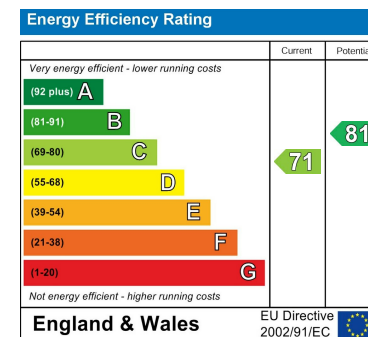 Energy Efficiency Rating
Current
Potentia
Very energy efficient - lower running costs
(92 plus) A
(81-91) B
(69-80) C
(55-68) D
(39-54) E
(21-38) F
(1-20) G
71
81
Not energy efficient - higher running costs
England & Wales
EU Directive
2002/91/EC